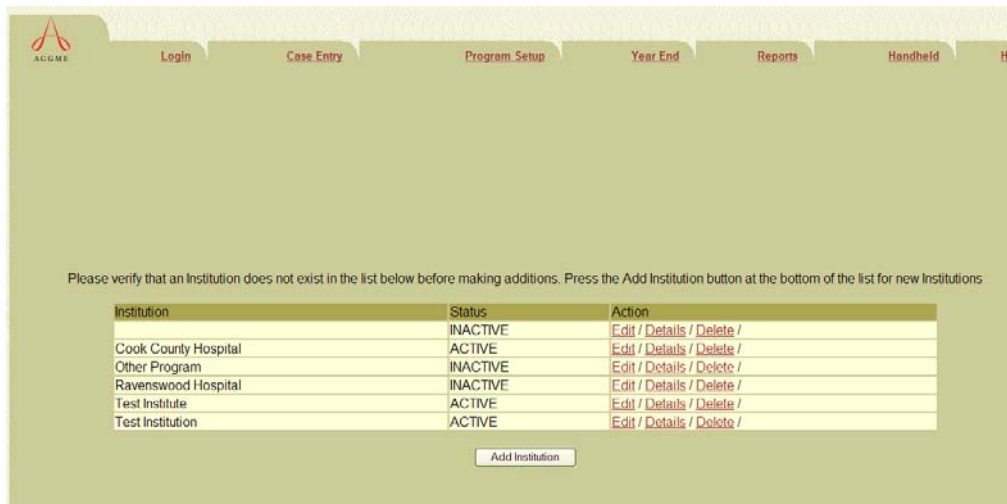 ACGME
Login Case Entry Program Setup Year End Reports Handheld H
Please verify that an Institution does not exist in the list below before making additions. Press the Add Institution button at the bottom of the list for new Institutions
Institution Status Action
INACTIVE Edit / Details / Delete /
Cook County Hospital ACTIVE Edit / Details / Delete /
Other Program INACTIVE Edit / Details / Delete /
Ravenswood Hospital INACTIVE Edit / Details / Delete /
Test Institute ACTIVE Edit / Details / Delete /
Test Institution ACTIVE Edit / Details / Delete /
Add Institution